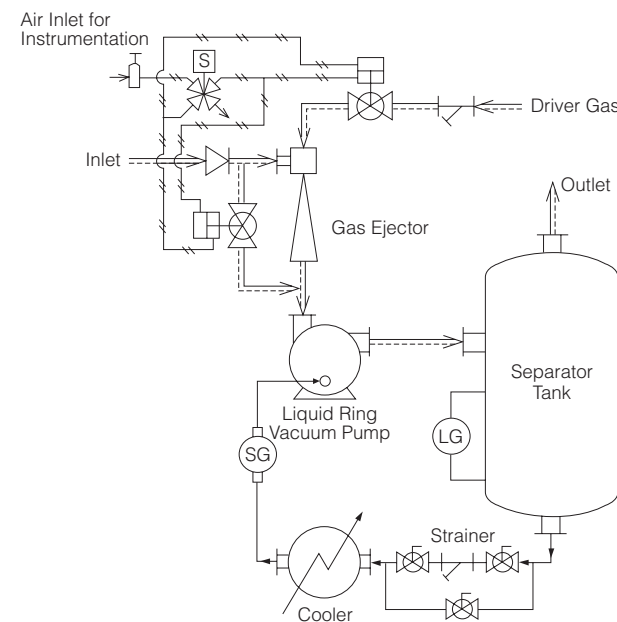 Air Inlet for
Instrumentation
S
Driver Gas
Inlet
Outlet
Gas Ejector
Separator
Tank
Liquid Ring
Vacuum Pump
LG
SG
Strainer
Cooler